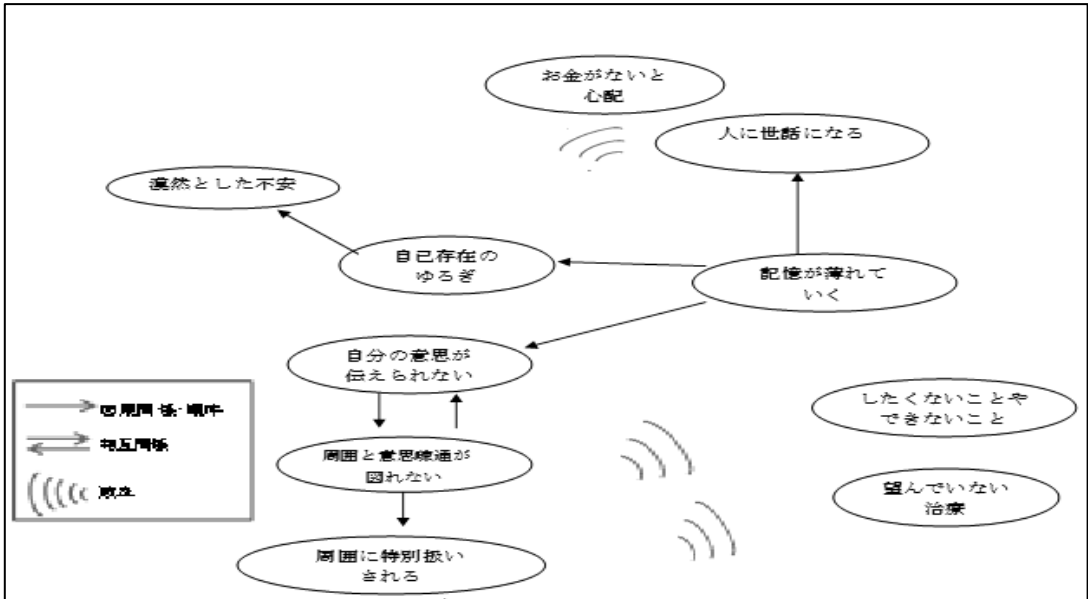 お金がないと
心配
人に世話になる
漠然とした不安
自己存在の
ゆろぎ
記憶が薄れて
いく
自分の意思が
伝えられない
したくないことや
できないこと
相互関係
周囲と意思疎通が
図れない
望んでいない
治療
周囲に特別扱い
される